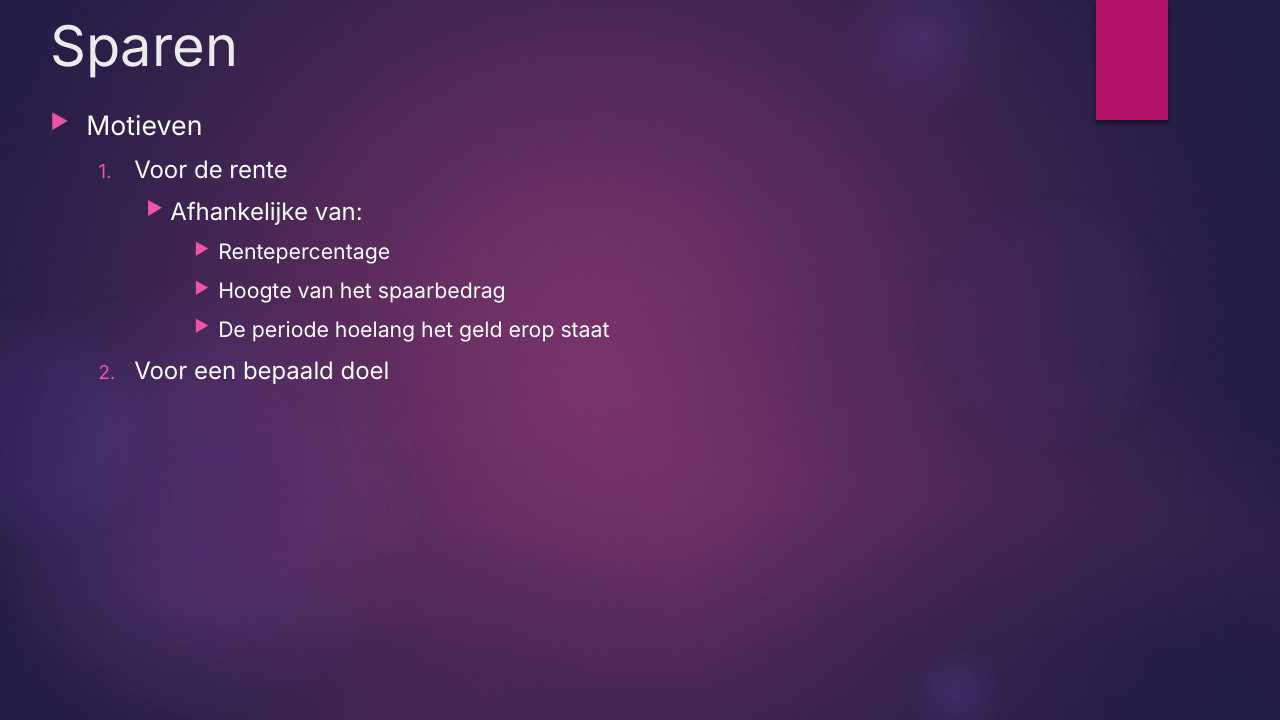 Sparen
Motieven
1. Voor de rente
Afhankelijke van:
Rentepercentage
Hoogte van het spaarbedrag
De periode hoelang het geld erop staat
2. Voor een bepaald doel